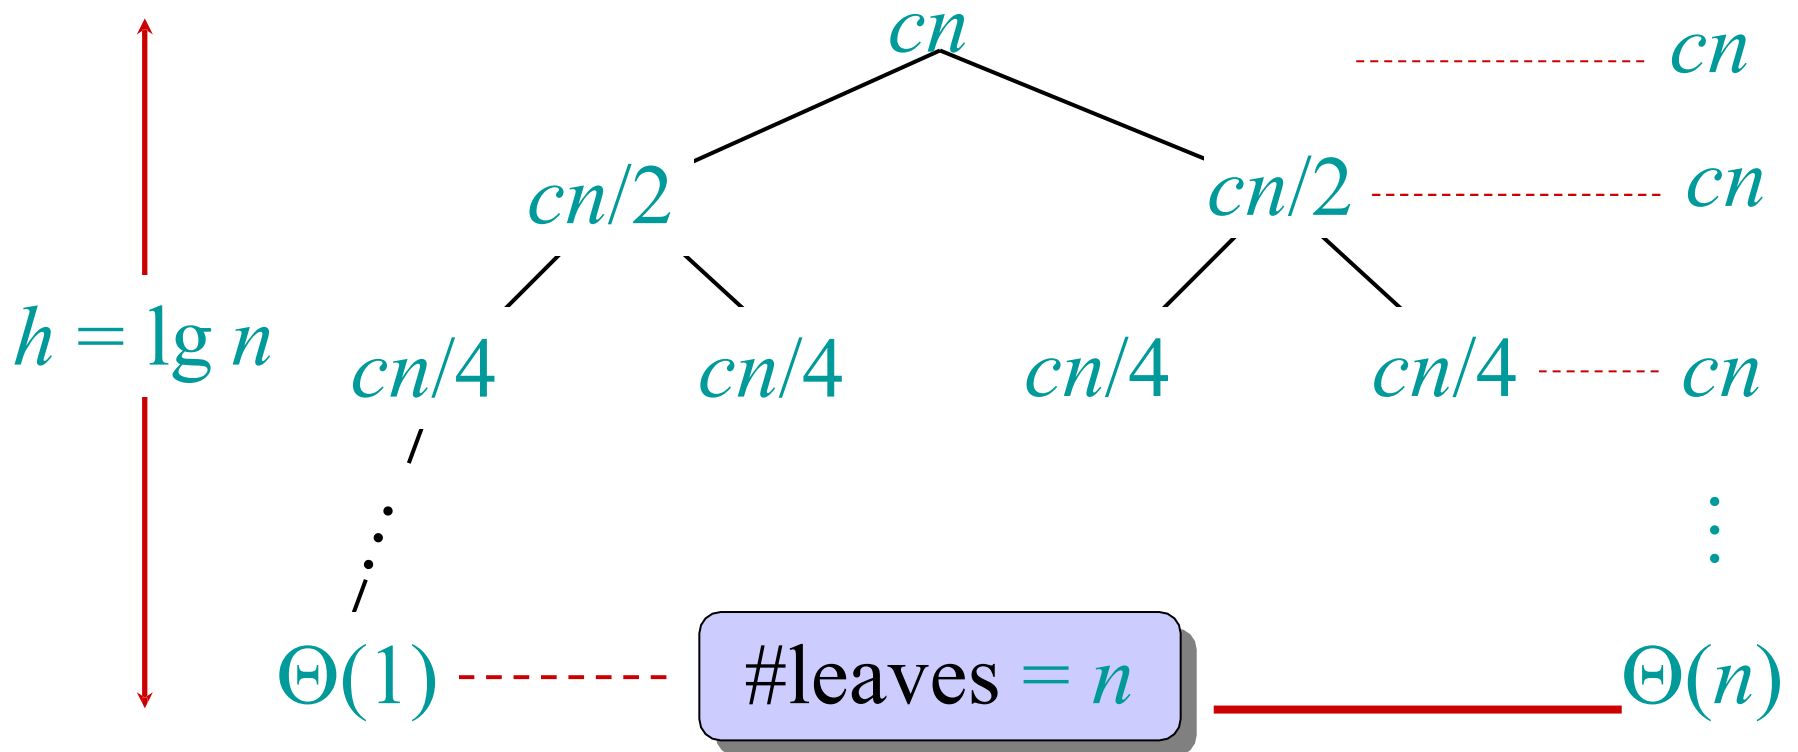 cn cn
cn/2 cn/2 cn
h = lg n cn/4 cn/4 cn/4 cn/4 cn
Θ(1) #leaves = n Θ(n)